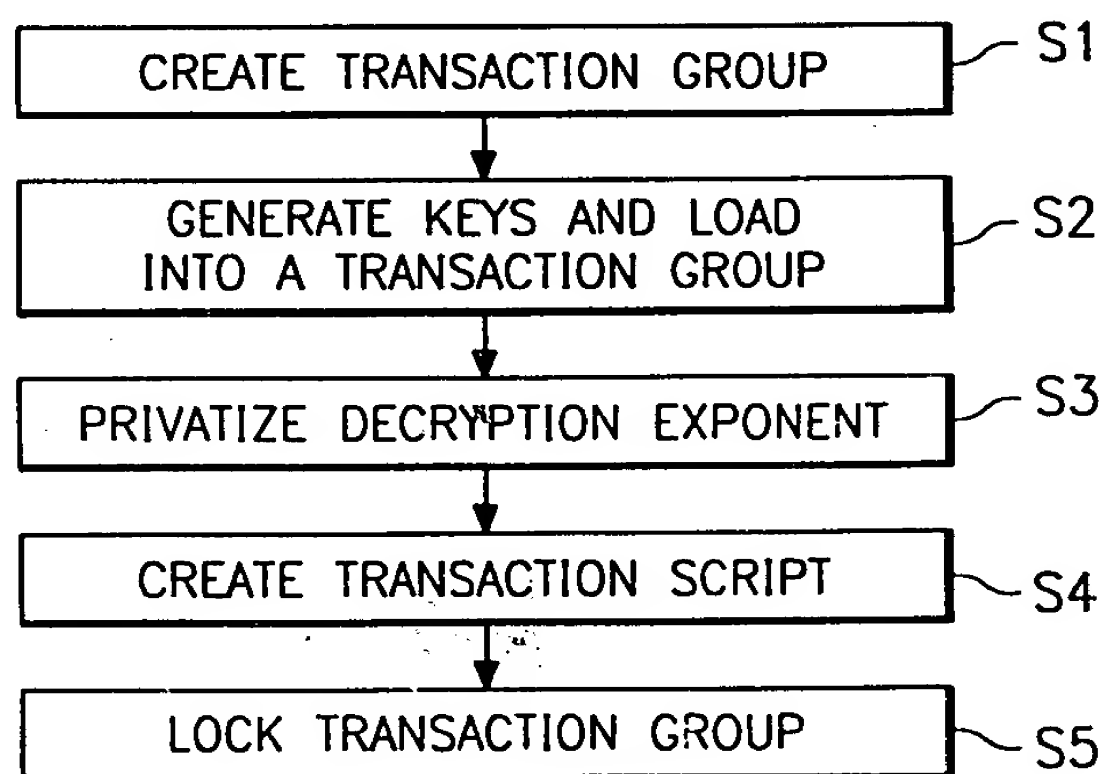 CREATE TRANSACTION GROUP
S1
GENERATE KEYS AND LOAD
INTO A TRANSACTION GROUP
S2
PRIVATIZE DECRYPTION EXPONENT
S3
CREATE TRANSACTION SCRIPT
S4
LOCK TRANSACTION GROUP
S5